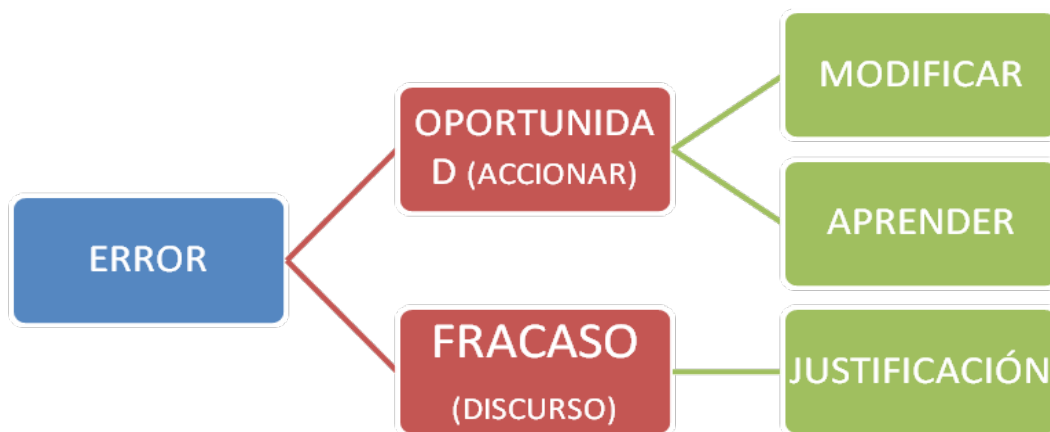 ERROR
OPORTUNIDA
D (ACCIONAR)
MODIFICAR
APRENDER
FRACASO
(DISCURSO)
JUSTIFICACIÓN